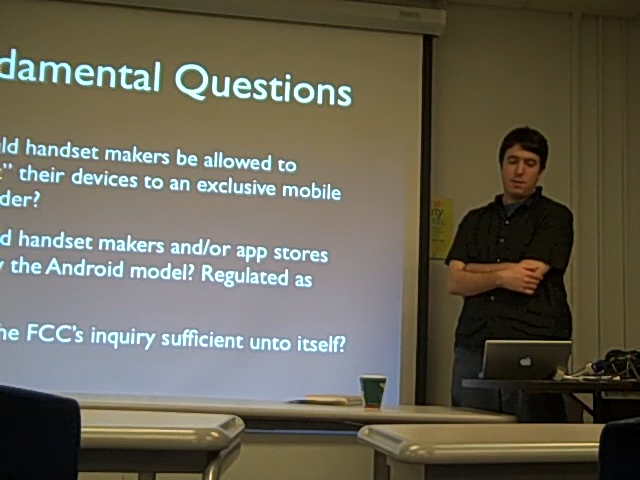 damental Questions
ld handset makers be allowed to
" their devices to an exclusive mobile
der?
d handset makers and/or app stores
the Android model? Regulated as
he FCC's inquiry sufficient unto itself?